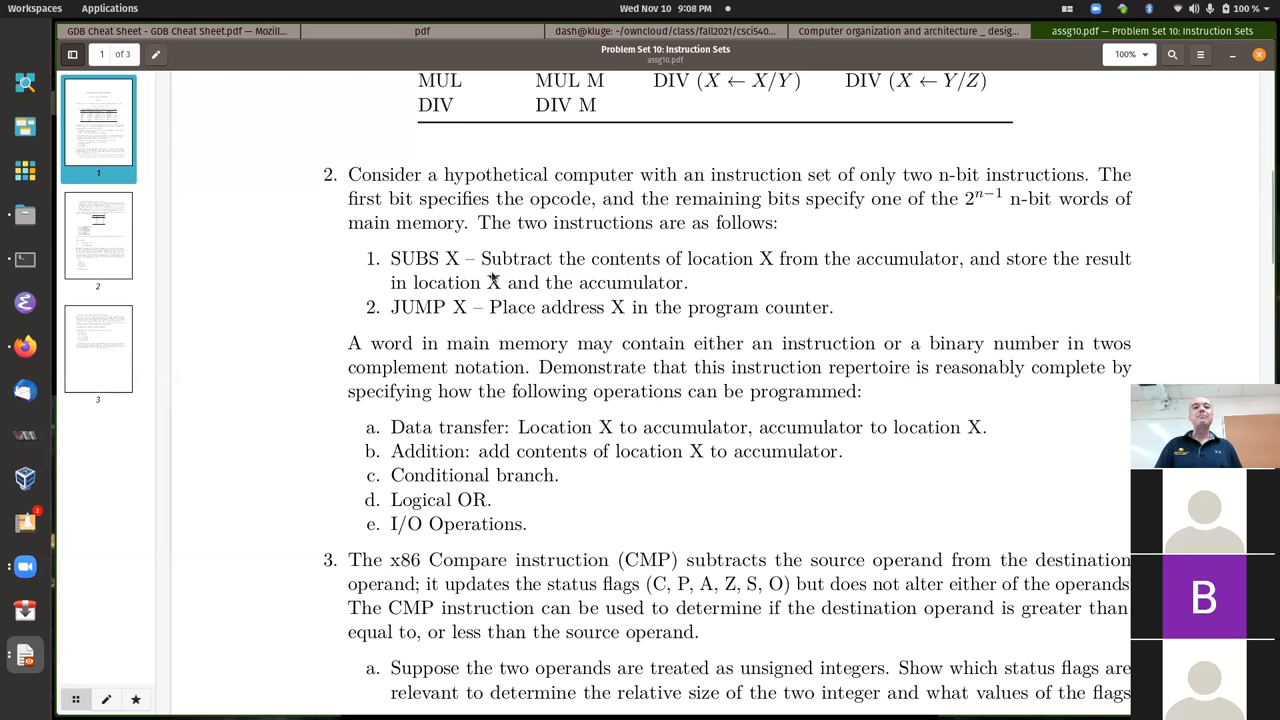 Workspaces Applications Wed Nov 10 9:08 PM 100 %
GDB Cheat Sheet - GDB Cheat Sheet.pdf — Mozill... pdf dash@kluge: ~/owncloud/class/fall2021/csci540... computer organization and architecture _ desig... assg10.pdf — Problem Set 10: Instruction Sets
1 of 3 Problem Set 10: Instruction Sets 100%
assg10.pdf
MUL MUL M DIV (X ← X/Y) DIV (X ← Y/Z)
DIV DIV M
2. Consider a hypothetical computer with an instruction set of only two n-bit instructions. The
first bit specifies the opcode, and the remaining bits specify one of the 2^{n−1} n-bit words of
main memory. The two instructions are as follows:
1. SUBS X – Subtract the contents of location X from the accumulator, and store the result
in location X and the accumulator.
2. JUMP X – Place address X in the program counter.
A word in main memory may contain either an instruction or a binary number in twos
complement notation. Demonstrate that this instruction repertoire is reasonably complete by
specifying how the following operations can be programmed:
a. Data transfer: Location X to accumulator, accumulator to location X.
b. Addition: add contents of location X to accumulator.
c. Conditional branch.
d. Logical OR.
e. I/O Operations.
3. The x86 Compare instruction (CMP) subtracts the source operand from the destination
operand; it updates the status flags (C, P, A, Z, S, O) but does not alter either of the operands
The CMP instruction can be used to determine if the destination operand is greater than
equal to, or less than the source operand.
a. Suppose the two operands are treated as unsigned integers. Show which status flags are
relevant to determine the relative size of the two integer and what values of the flags
1
2
3
2
B